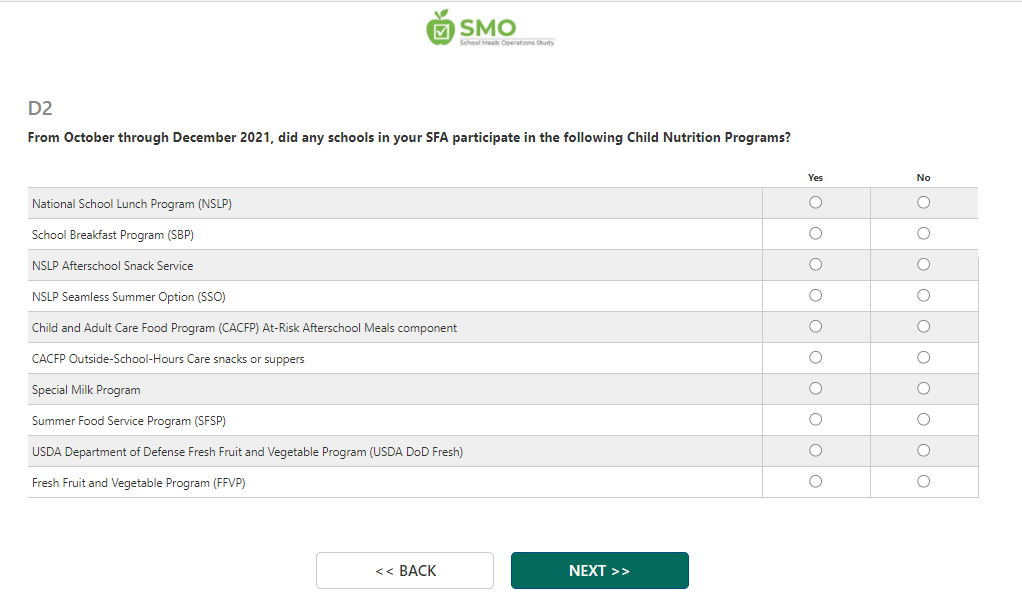 SMO
School Meals Operations Study
D2
From October through December 2021, did any schools in your SFA participate in the following Child Nutrition Programs?
Yes No
National School Lunch Program (NSLP)
School Breakfast Program (SBP)
NSLP Afterschool Snack Service
NSLP Seamless Summer Option (SSO)
Child and Adult Care Food Program (CACFP) At-Risk Afterschool Meals component
CACFP Outside-School-Hours Care snacks or suppers
Special Milk Program
Summer Food Service Program (SFSP)
USDA Department of Defense Fresh Fruit and Vegetable Program (USDA DoD Fresh)
Fresh Fruit and Vegetable Program (FFVP)
<< BACK NEXT >>